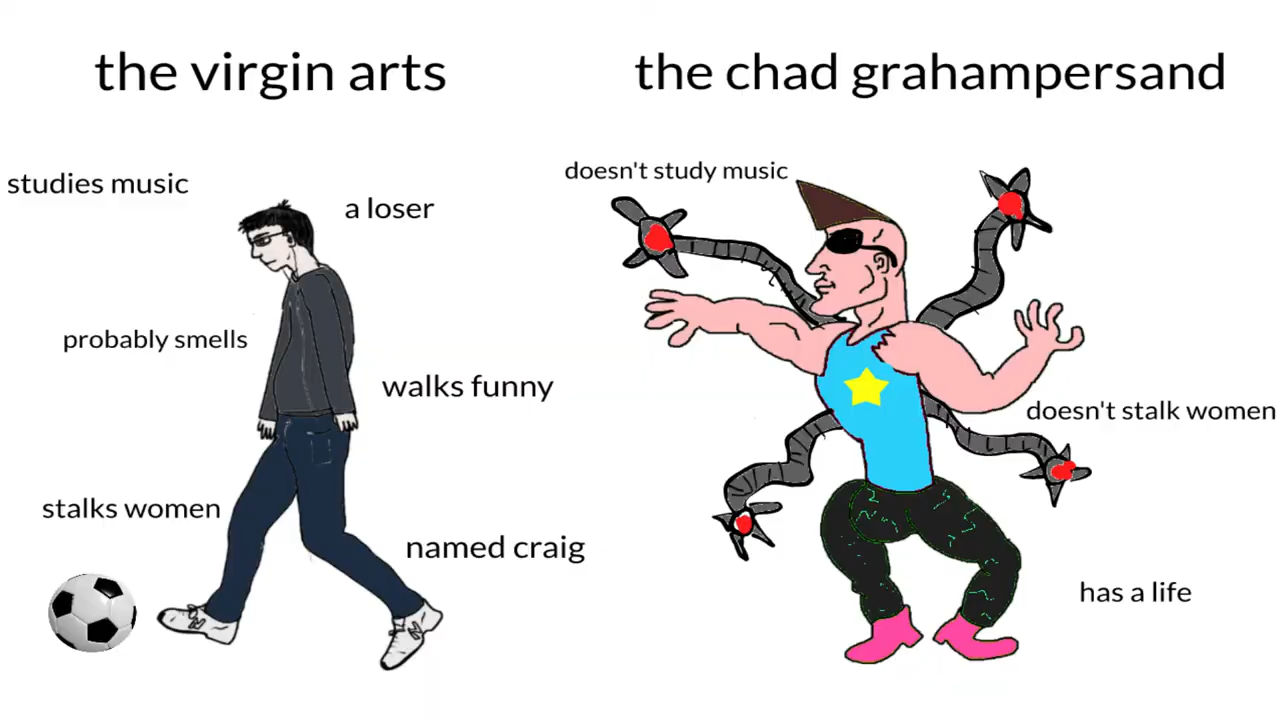 the virgin arts
the chad grahampersand
studies music
a loser
probably smells
walks funny
stalks women
named craig
doesn't study music
doesn't stalk women
has a life